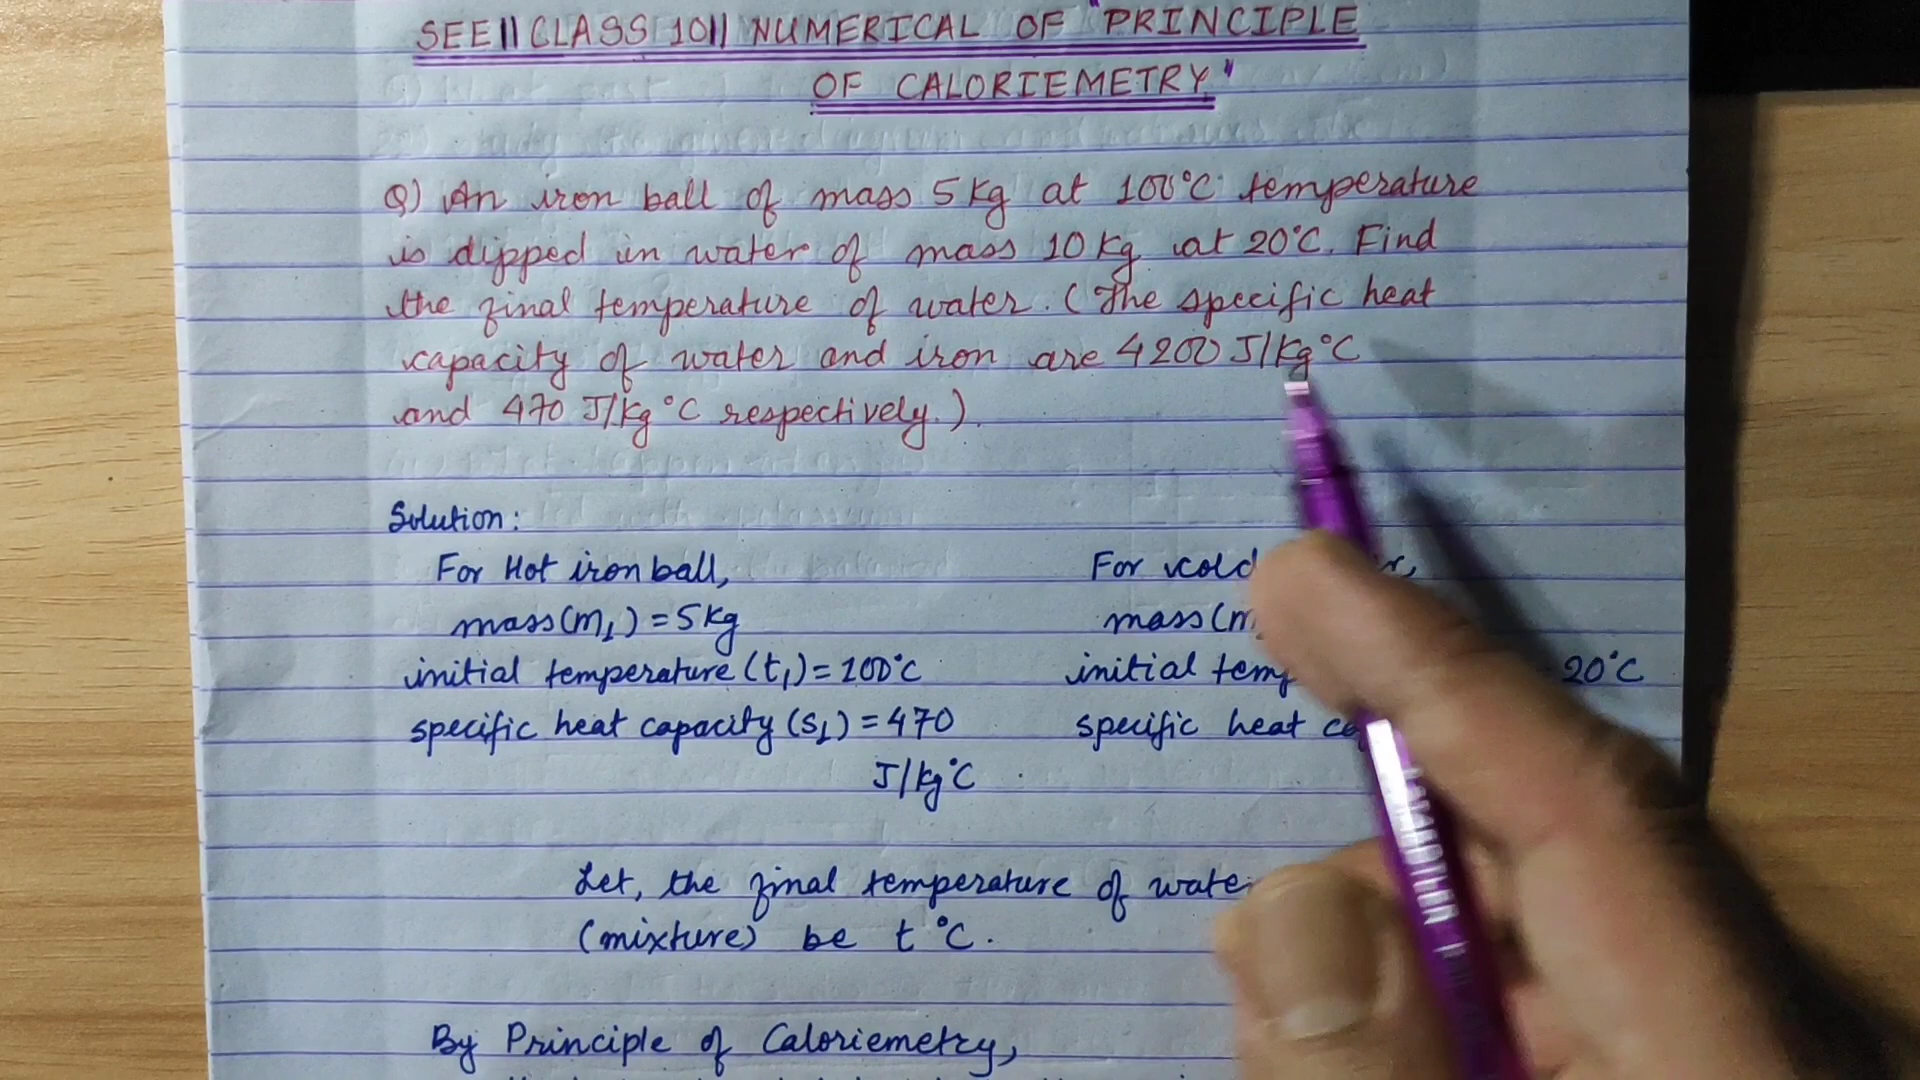 SEE||CLASS 10|| NUMERICAL OF "PRINCIPLE
OF CALORIEMETRY"
Q) An iron ball of mass 5 kg at 100°C temperature
is dipped in water of mass 10 kg at 20°C. Find
the final temperature of water. (The specific heat
capacity of water and iron are 4200 J/kg°C
and 470 J/kg°C respectively.)
Solution:
For Hot iron ball,
mass(m₁) = 5kg
initial temperature (t₁) = 100°C
specific heat capacity (s₁) = 470
J/kg°C
For cold
mass (m
initial temp 20°C
specific heat ca
Let, the final temperature of wate
(mixture) be t °C.
By Principle of Caloriemetry,